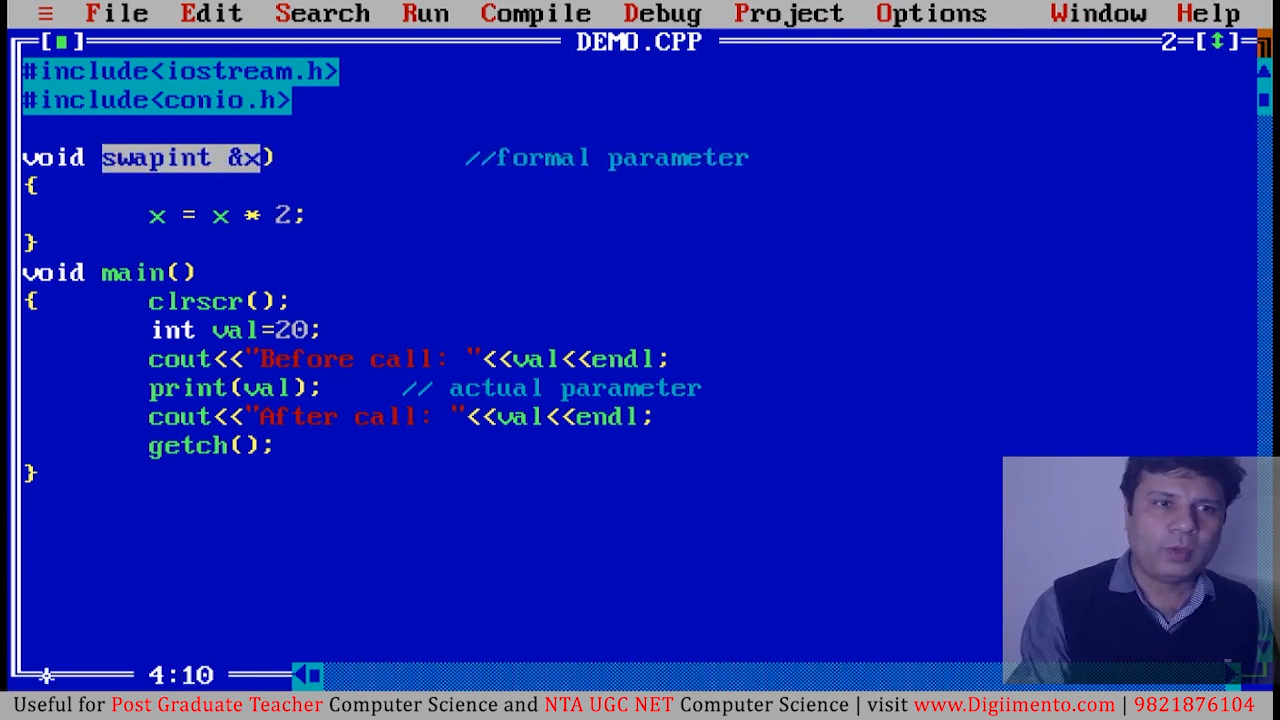 ≡ File Edit Search Run Compile Debug Project Options Window Help
[■] DEMO.CPP 2=[↕]
#include<iostream.h>
#include<conio.h>
void swapint &x) //formal parameter
{
x = x * 2;
}
void main()
{ clrscr();
int val=20;
cout<<"Before call: "<<val<<endl;
print(val); // actual parameter
cout<<"After call: "<<val<<endl;
getch();
}
4:10
Useful for Post Graduate Teacher Computer Science and NTA UGC NET Computer Science | visit www.Digiimento.com | 9821876104